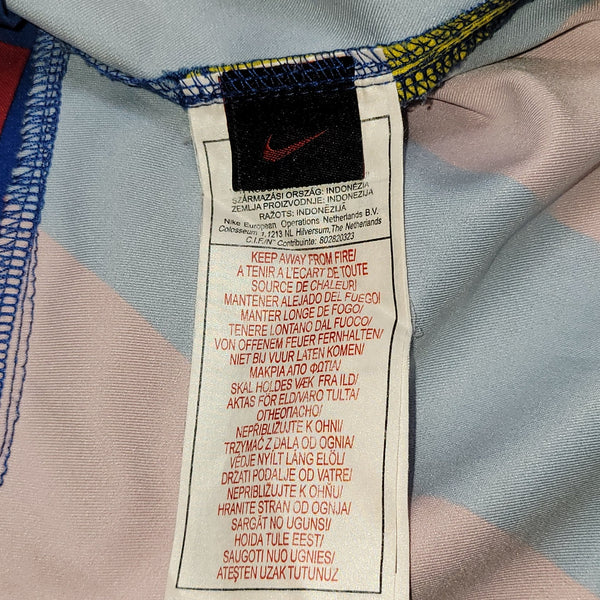 SZÁRMAZÁSI ORSZÁG: INDONÉZIA
ZEMLJA PROIZVODNJE: INDONEZIJA
RAŽOTS: INDONĒZIJĀ
Nike European Operations Netherlands B.V.
Colosseum 1, 1213 NL Hilversum, The Netherlands
C.I.F/N° Contribuinte: 802820323
KEEP AWAY FROM FIRE/
A TENIR A L'ECART DE TOUTE
SOURCE DE CHALEUR/
MANTENER ALEJADO DEL FUEGO/
MANTER LONGE DE FOGO/
TENERE LONTANO DAL FUOCO/
VON OFFENEM FEUER FERNHALTEN/
NIET BIJ VUUR LATEN KOMEN/
ΜΑΚΡΙΑ ΑΠΟ ΦΩΤΙΑ/
SKAL HOLDES VÆK FRA ILD/
AKTAS FÖR ELD/VARO TULTA/
ОГНЕОПАСНО/
NEPŘIBLIŽUJTE K OHNI/
TRZYMAĆ Z DALA OD OGNIA/
VÉDJE NYÍLT LÁNG ELŐL/
DRŽATI PODALJE OD VATRE/
NEPRIBLIŽUJTE K OHŇU/
HRANITE STRAN OD OGNJA/
SARGĀT NO UGUNS/
HOIDA TULE EEST/
SAUGOTI NUO UGNIES/
ATEŞTEN UZAK TUTUNUZ